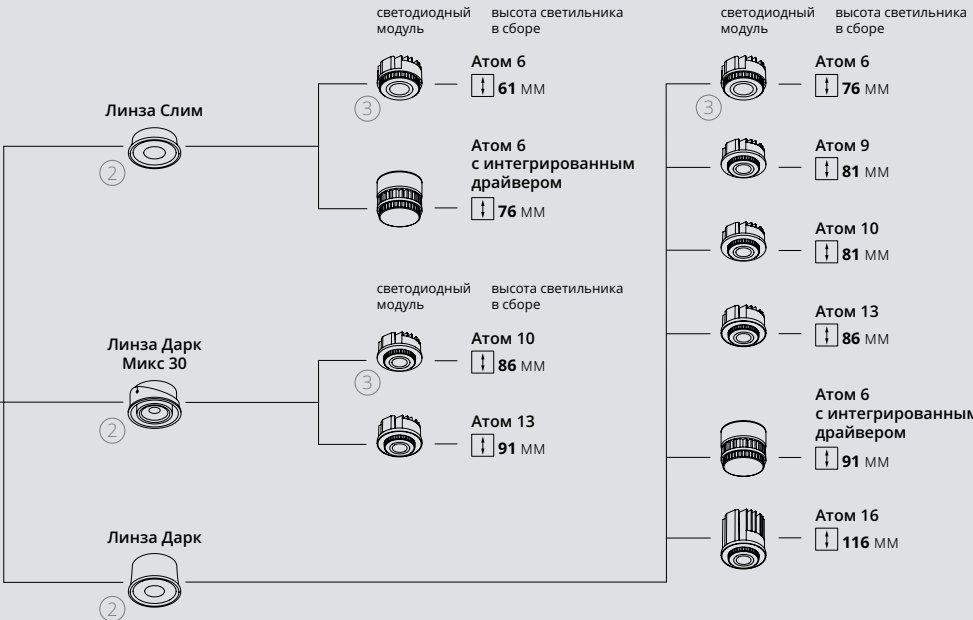 светодиодный модуль
высота светильника в сборе
Линза Слим
2
3
Атом 6
61 ММ
Атом 6
с интегрированным
драйвером
76 ММ
светодиодный модуль
высота светильника в сборе
Линза Дарк
Микс 30
2
3
Атом 10
86 ММ
Атом 13
91 ММ
Линза Дарк
2
светодиодный модуль
высота светильника в сборе
3
Атом 6
76 ММ
Атом 9
81 ММ
Атом 10
81 ММ
Атом 13
86 ММ
Атом 6
с интегрированным
драйвером
91 ММ
Атом 16
116 ММ